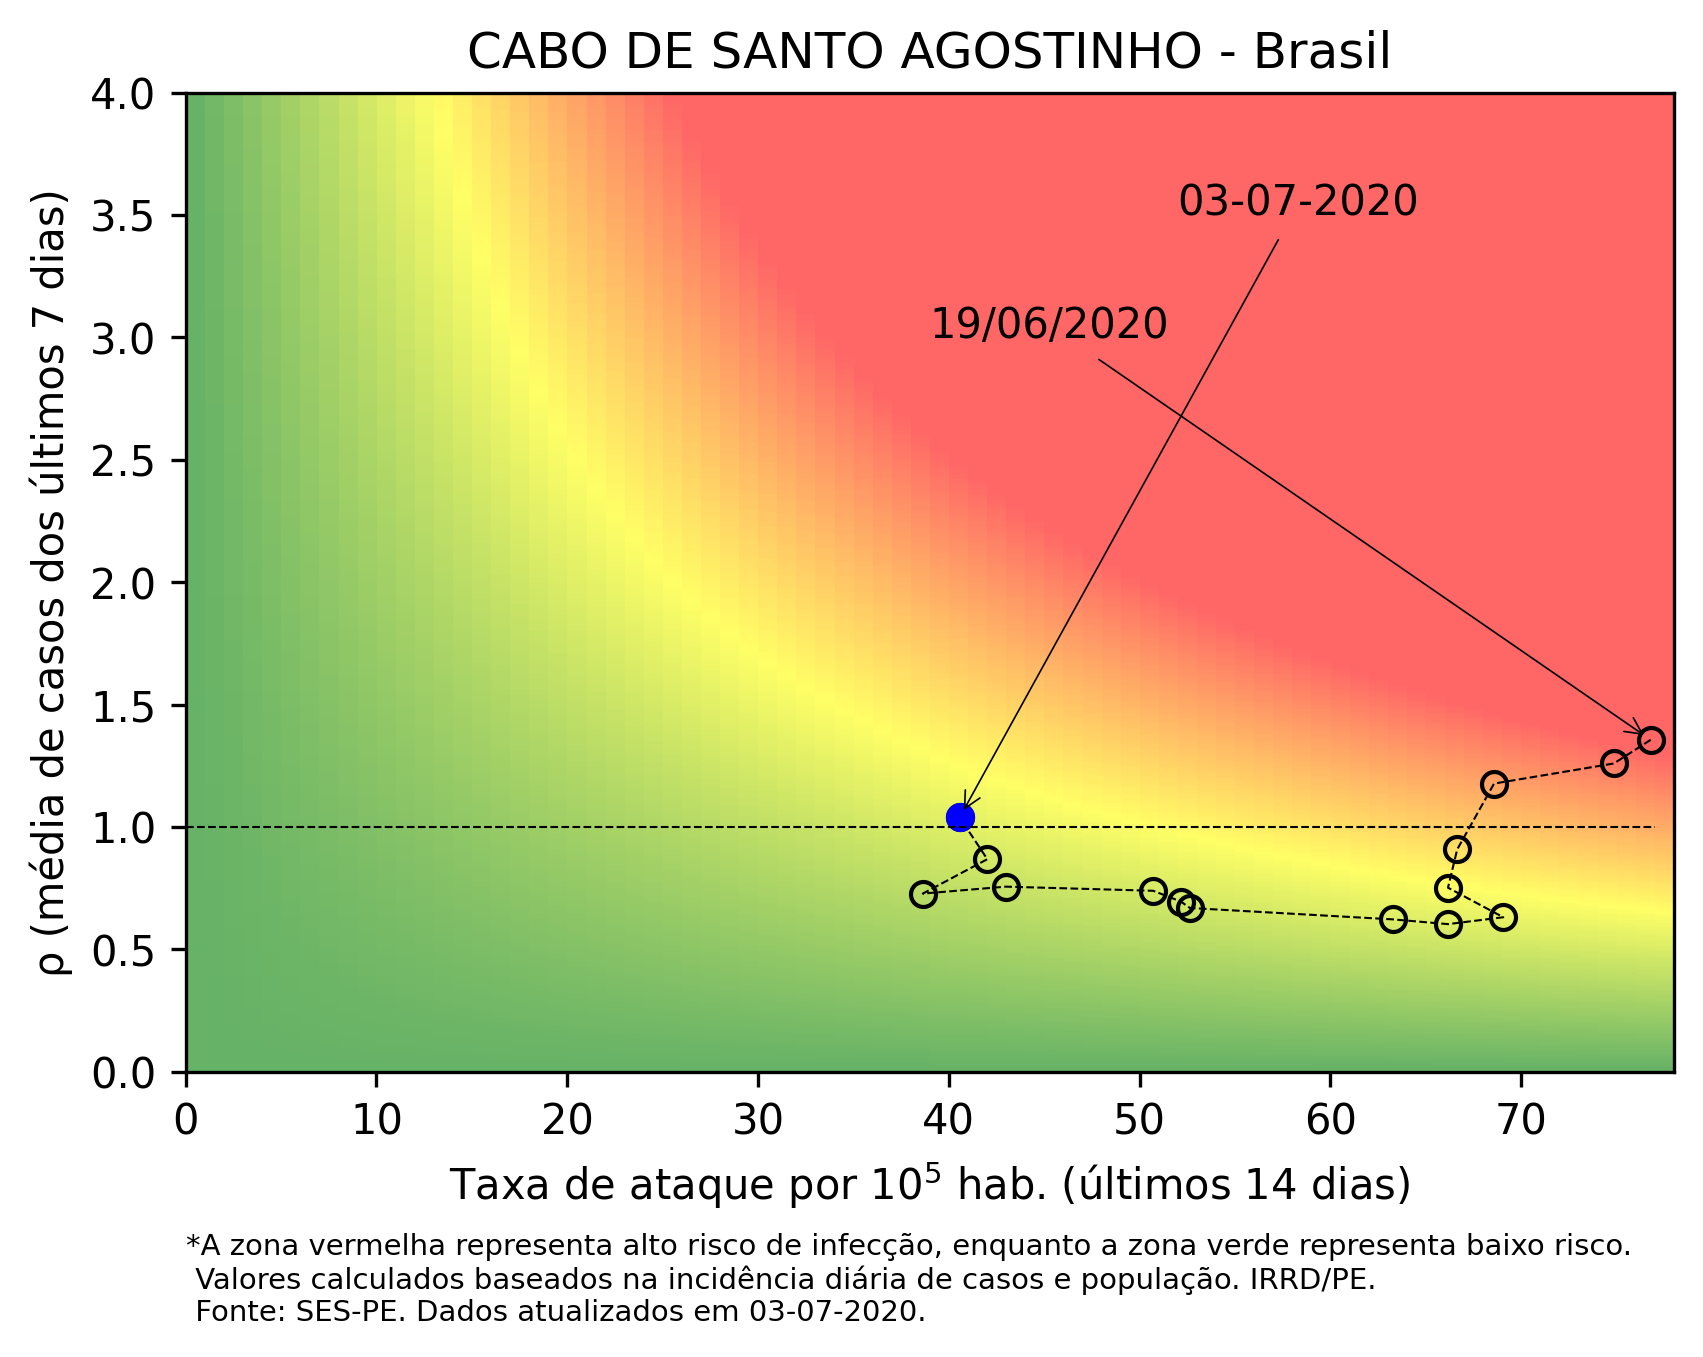 CABO DE SANTO AGOSTINHO - Brasil
4.0
3.5
3.0
2.5
2.0
1.5
1.0
0.5
0.0
ρ (média de casos dos últimos 7 dias)
03-07-2020
19/06/2020
0 10 20 30 40 50 60 70
Taxa de ataque por 10⁵ hab. (últimos 14 dias)
*A zona vermelha representa alto risco de infecção, enquanto a zona verde representa baixo risco.
Valores calculados baseados na incidência diária de casos e população. IRRD/PE.
Fonte: SES-PE. Dados atualizados em 03-07-2020.